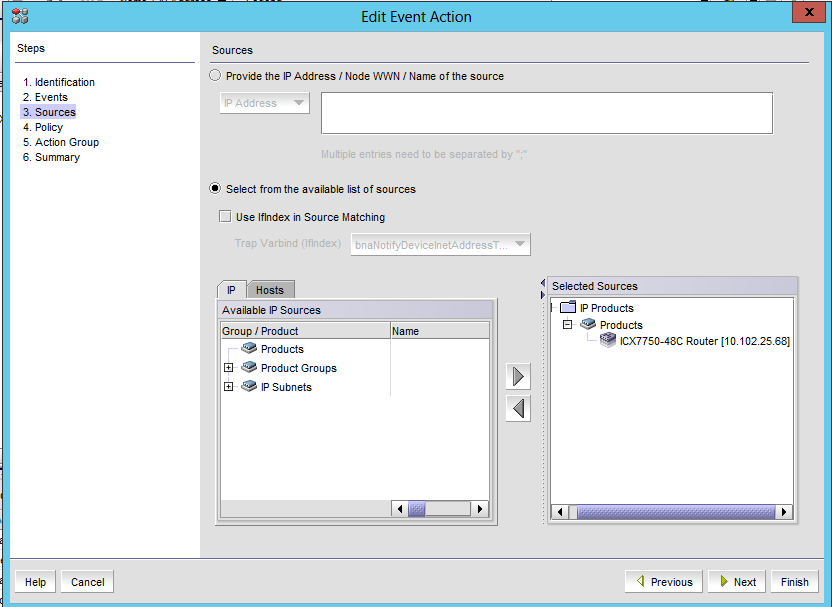 Edit Event Action
x
Steps
1. Identification
2. Events
3. Sources
4. Policy
5. Action Group
6. Summary
Sources
Provide the IP Address / Node WWN / Name of the source
IP Address
Multiple entries need to be separated by ";"
Select from the available list of sources
Use IfIndex in Source Matching
Trap Varbind (IfIndex) bnaNotifyDeviceInetAddressT...
IP Hosts
Available IP Sources
Group / Product Name
Products
Product Groups
IP Subnets
Selected Sources
IP Products
Products
ICX7750-48C Router [10.102.25.68]
Help Cancel Previous Next Finish